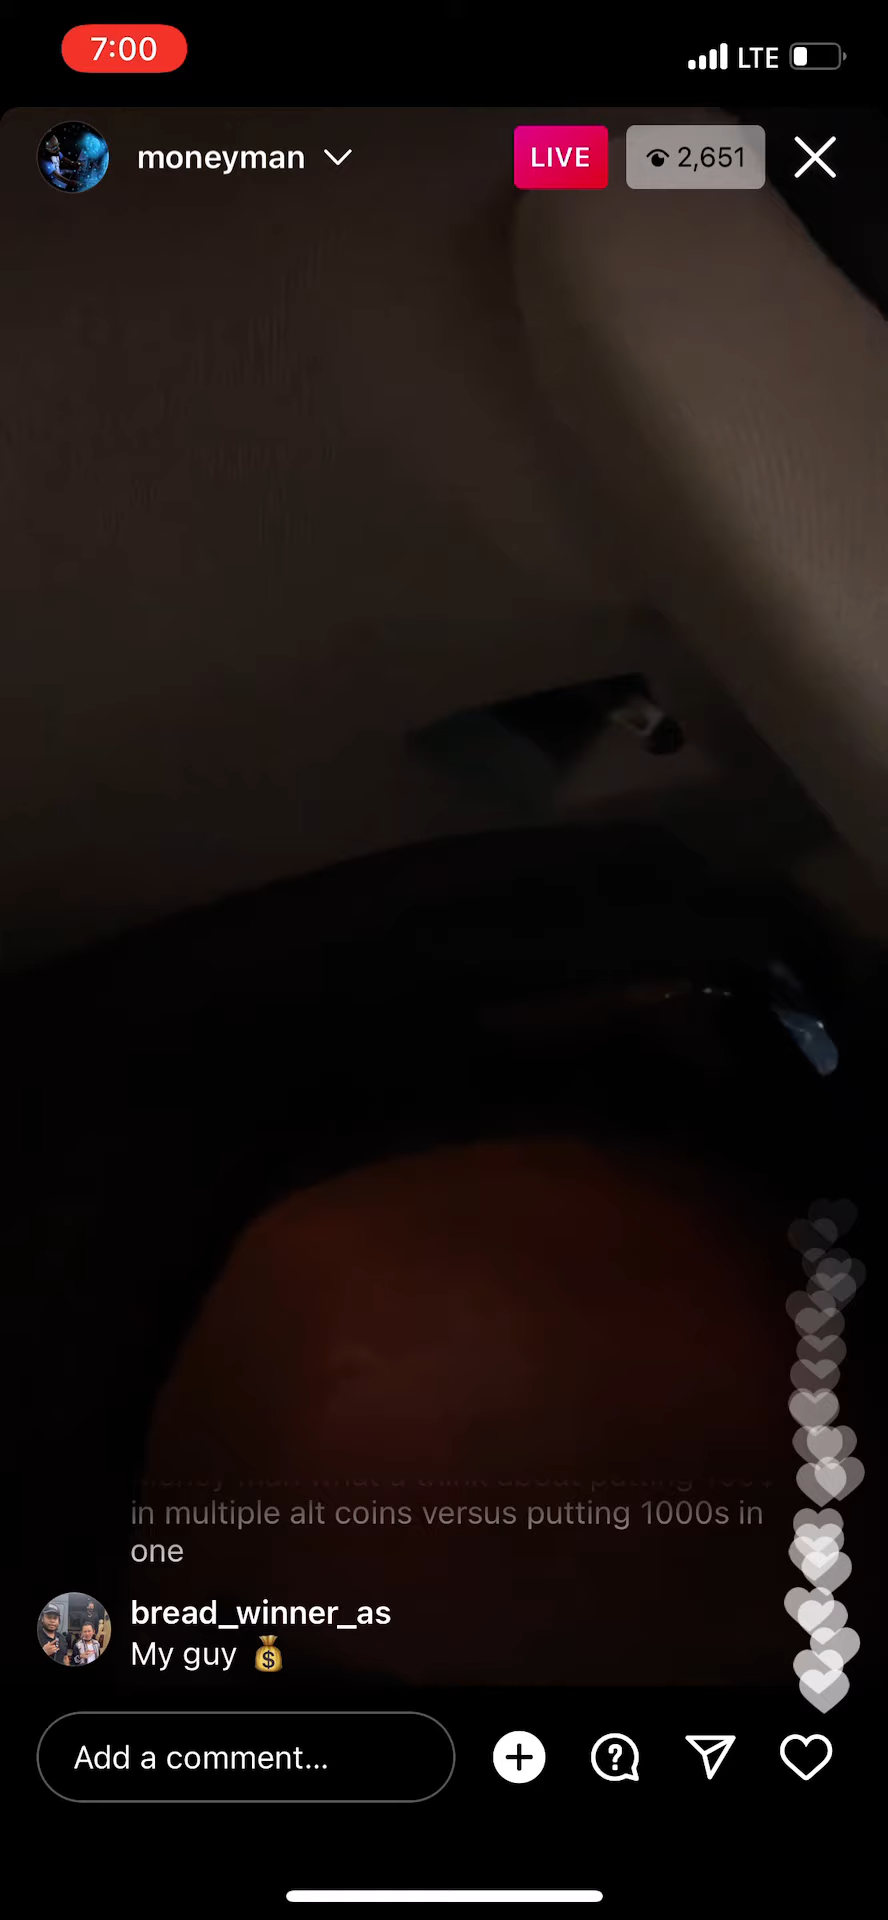 7:00
LTE
moneyman
LIVE
2,651
in multiple alt coins versus putting 1000s in
one
bread_winner_as
My guy 💰
Add a comment...